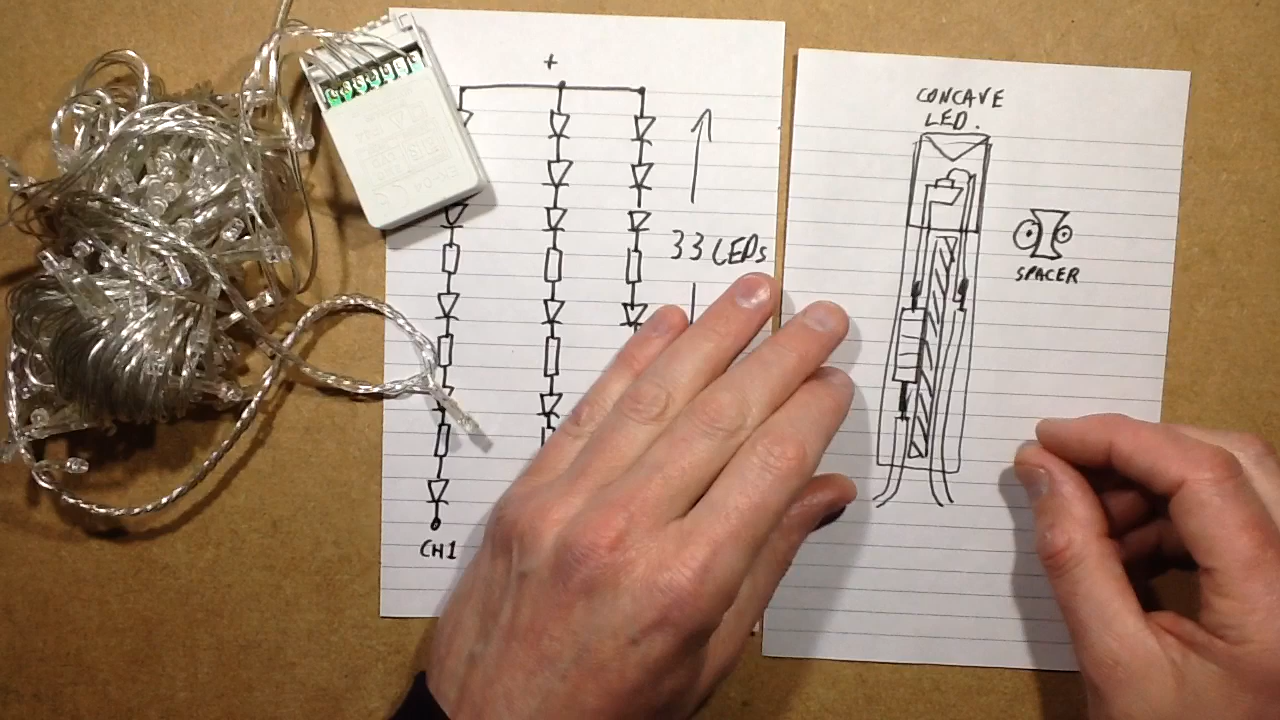 +
33 LEDs
CH1
CONCAVE
LED.
SPACER